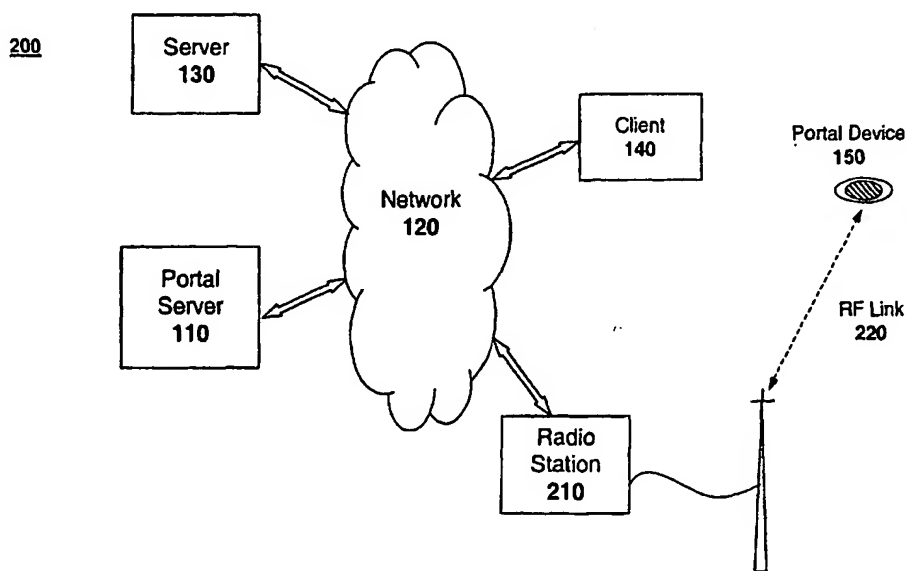 200
Server
130
Client
140
Portal Device
150
Network
120
Portal
Server
110
RF Link
220
Radio
Station
210